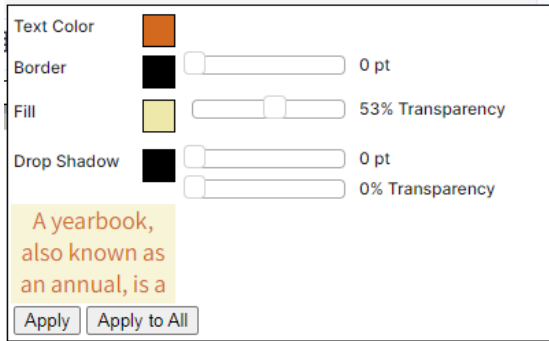 Text Color
Border 0 pt
Fill 53% Transparency
Drop Shadow 0 pt
0% Transparency
A yearbook,
also known as
an annual, is a
Apply Apply to All